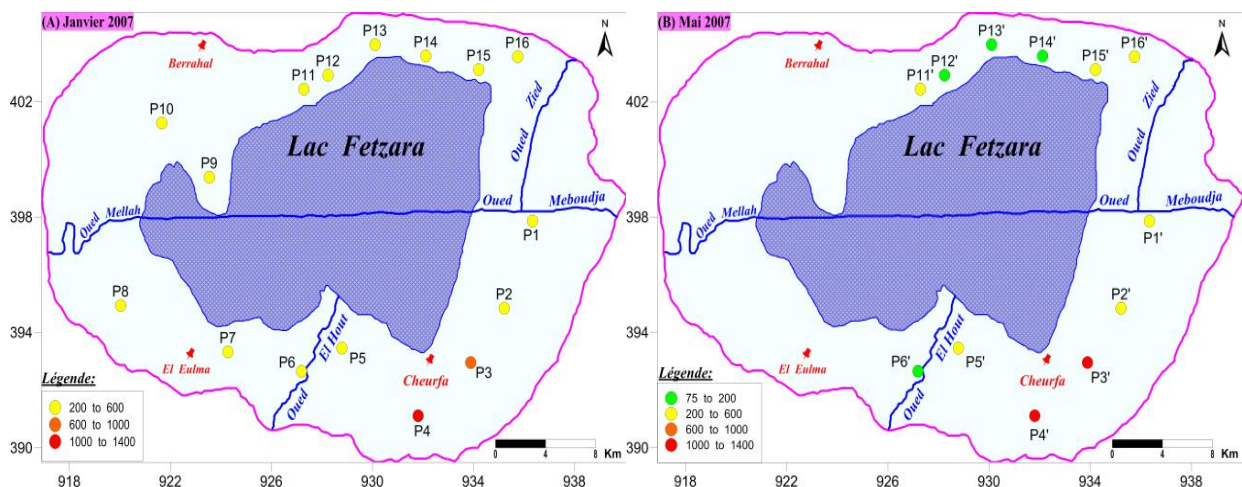 (A) Janvier 2007
N
P13
P14
P16
P15
Berrahal
P12
P11
402
P10
Zied
Oued
Lac Fetzara
P9
398
Oued
Mellah
Oued
Meboudja
P1
P8
P2
394
P7
El Hout
P5
El Eulma
P6
Cheurfa
P3
Légende:
200 to 600
600 to 1000
1000 to 1400
Oued
P4
390
0 4 8
Km
918 922 926 930 934 938
(B) Mai 2007
N
P13'
P14'
P16'
P15'
Berrahal
P12'
P11'
402
Zied
Oued
Lac Fetzara
398
Oued
Mellah
Oued
Meboudja
P1'
P2'
394
El Hout
P5'
El Eulma
P6'
Cheurfa
P3'
Légende:
75 to 200
200 to 600
600 to 1000
1000 to 1400
Oued
P4'
390
0 4 8
Km
918 922 926 930 934 938